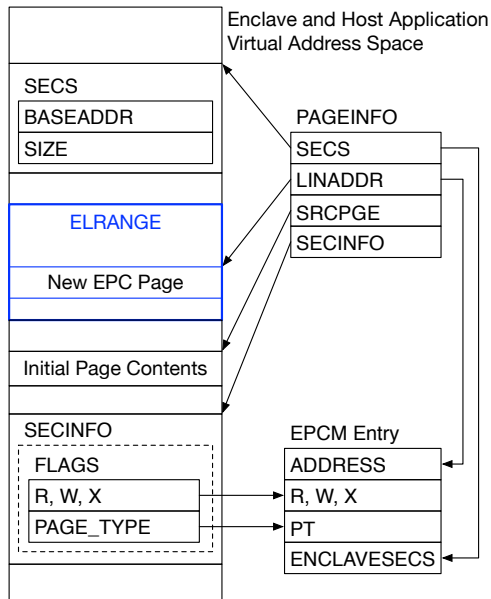 Enclave and Host Application
Virtual Address Space
SECS
BASEADDR
SIZE
ELRANGE
New EPC Page
Initial Page Contents
SECINFO
FLAGS
R, W, X
PAGE_TYPE
PAGEINFO
SECS
LINADDR
SRCPGE
SECINFO
EPCM Entry
ADDRESS
R, W, X
PT
ENCLAVESECS